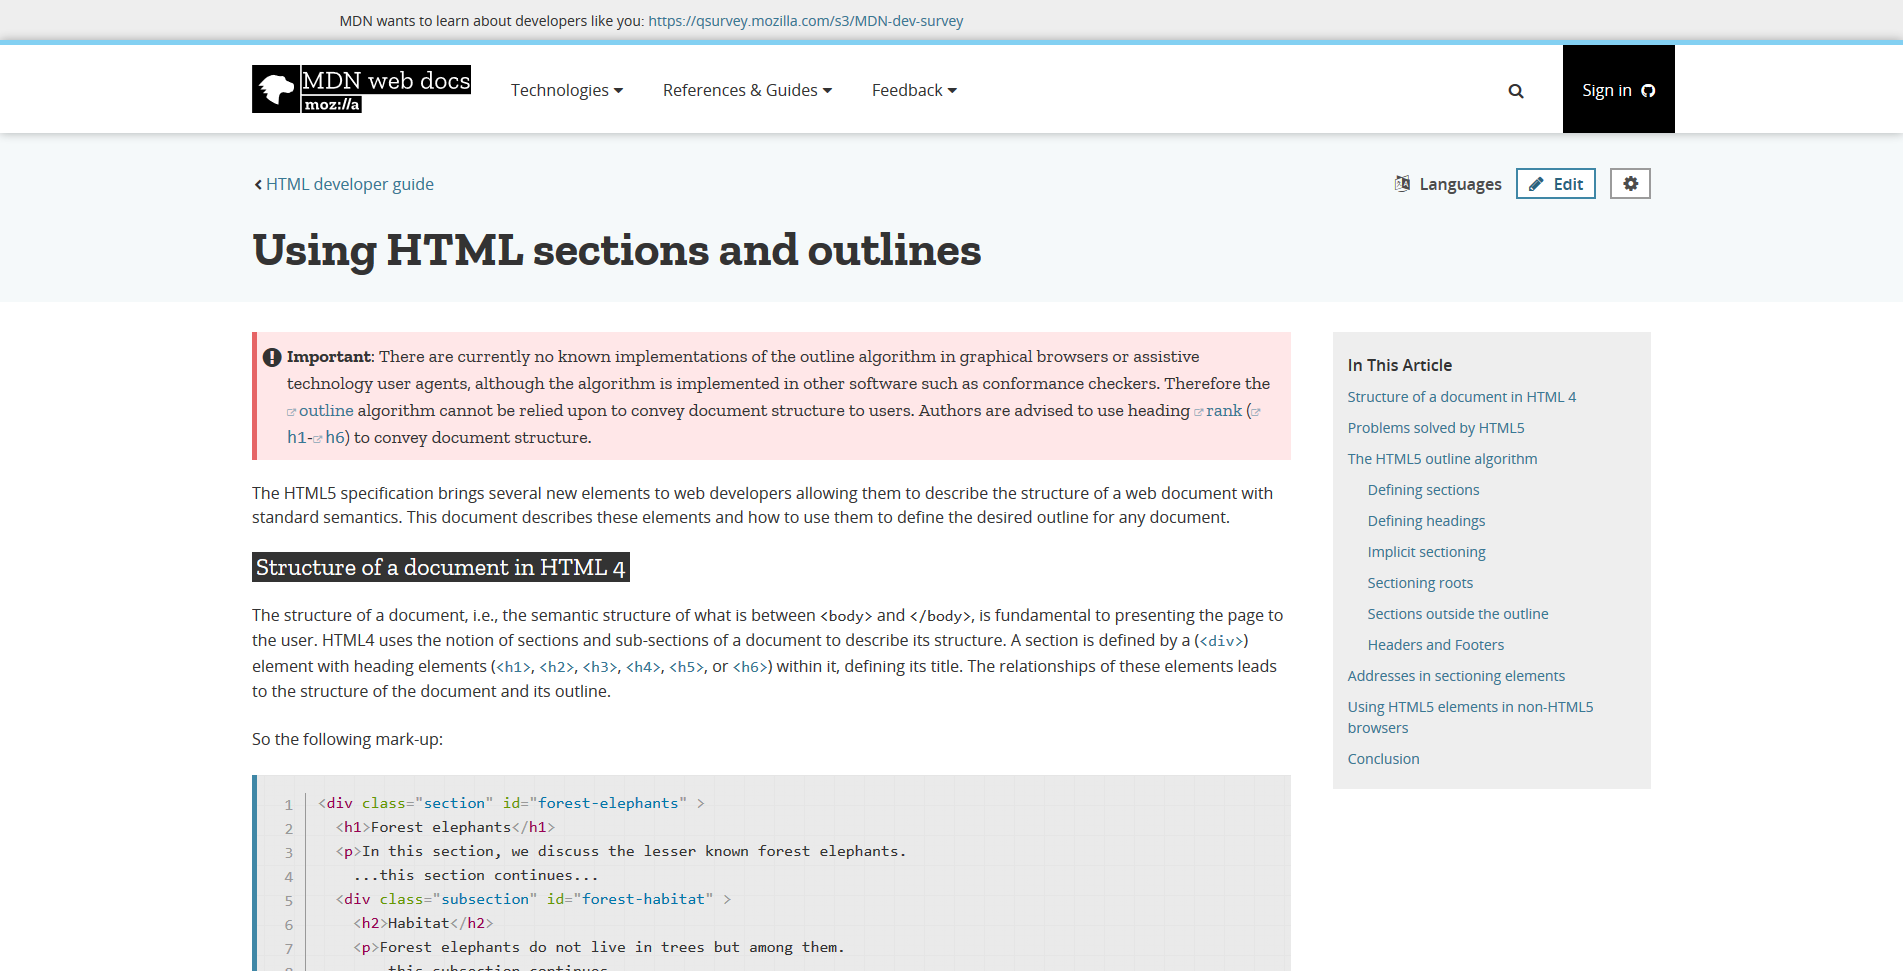 MDN wants to learn about developers like you: https://qsurvey.mozilla.com/s3/MDN-dev-survey
MDN web docs
moz://a
Technologies
References & Guides
Feedback
Sign in
HTML developer guide
Languages
Edit
Using HTML sections and outlines
Important: There are currently no known implementations of the outline algorithm in graphical browsers or assistive
technology user agents, although the algorithm is implemented in other software such as conformance checkers. Therefore the
outline algorithm cannot be relied upon to convey document structure to users. Authors are advised to use heading rank (
h1-h6) to convey document structure.
The HTML5 specification brings several new elements to web developers allowing them to describe the structure of a web document with
standard semantics. This document describes these elements and how to use them to define the desired outline for any document.
Structure of a document in HTML 4
The structure of a document, i.e., the semantic structure of what is between <body> and </body>, is fundamental to presenting the page to
the user. HTML4 uses the notion of sections and sub-sections of a document to describe its structure. A section is defined by a (<div>)
element with heading elements (<h1>, <h2>, <h3>, <h4>, <h5>, or <h6>) within it, defining its title. The relationships of these elements leads
to the structure of the document and its outline.
So the following mark-up:
1 <div class="section" id="forest-elephants" >
2 <h1>Forest elephants</h1>
3 <p>In this section, we discuss the lesser known forest elephants.
4 ...this section continues...
5 <div class="subsection" id="forest-habitat" >
6 <h2>Habitat</h2>
7 <p>Forest elephants do not live in trees but among them.
8 ...this subsection continues...
In This Article
Structure of a document in HTML 4
Problems solved by HTML5
The HTML5 outline algorithm
Defining sections
Defining headings
Implicit sectioning
Sectioning roots
Sections outside the outline
Headers and Footers
Addresses in sectioning elements
Using HTML5 elements in non-HTML5
browsers
Conclusion